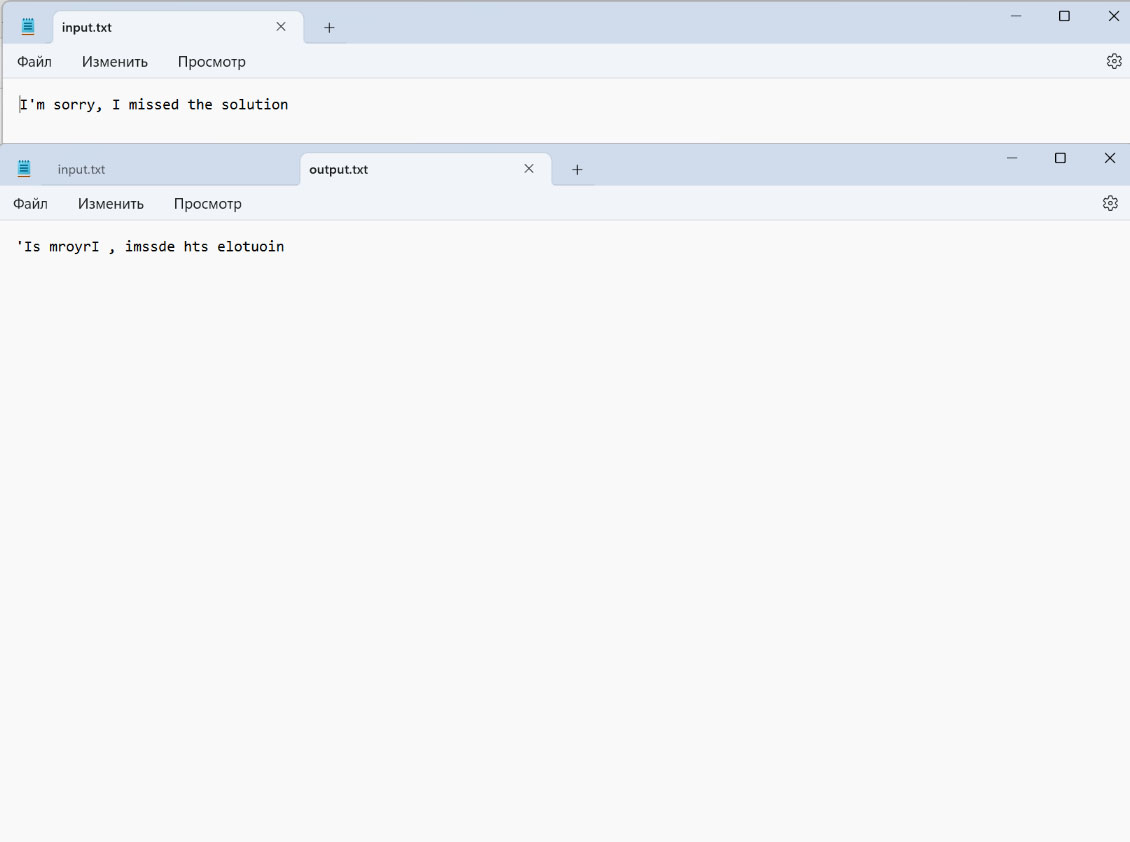 input.txt
Файл Изменить Просмотр
I'm sorry, I missed the solution
input.txt output.txt
Файл Изменить Просмотр
'Is mroyrI , imssde hts elotuoin